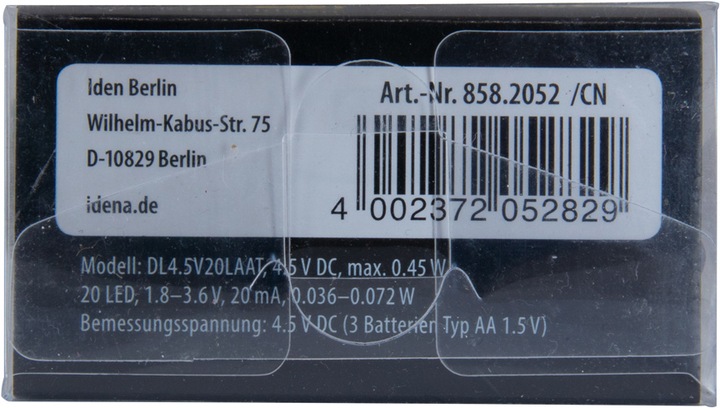 iden Berlin
Wilhelm-Kabus-Str. 75
D-10829 Berlin
idena.de
Art.-Nr. 858.2052 /CN
4 002372 052829
Modell: DL4.5V20LAAT, 4.5 V DC, max. 0.45 W
20 LED, 1.8–3.6 V, 20 mA, 0.036–0.072 W
Bemessungsspannung: 4.5 V DC (3 Batterien Typ AA 1.5 V)